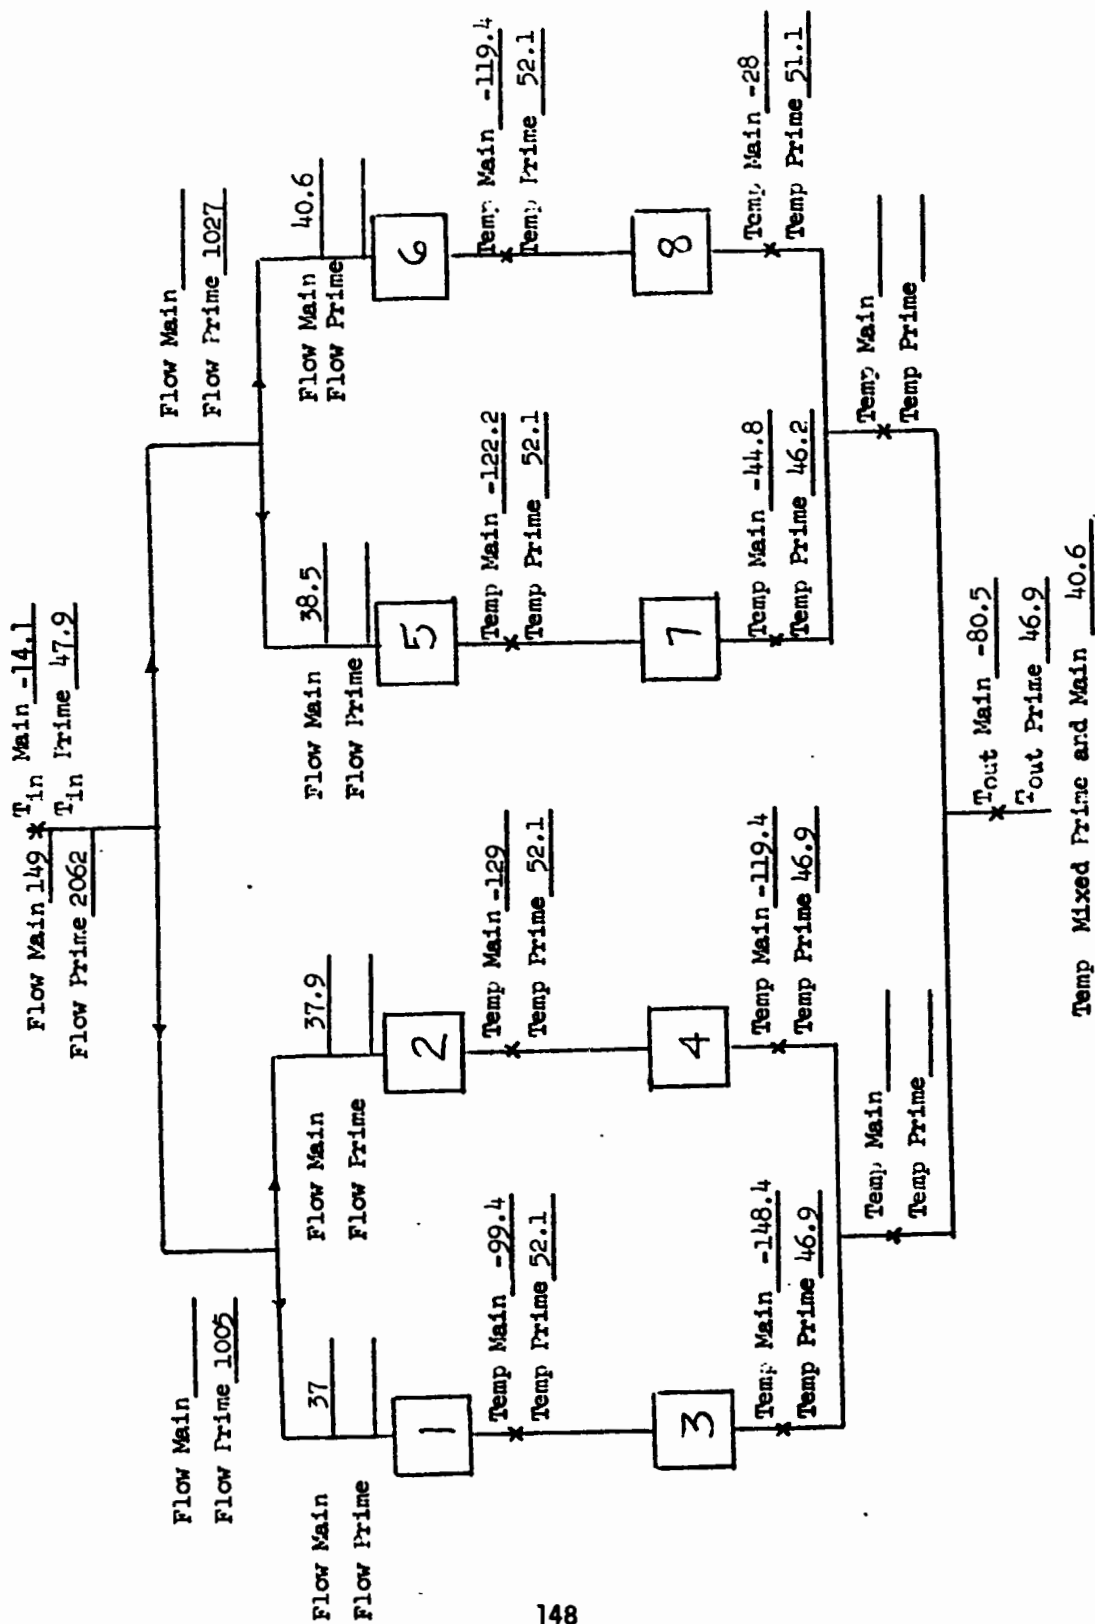 Flow Main 149
T_in Main -14.1
Flow Prime 2062
T_in Prime 47.9
Flow Main
Flow Prime 1005
Flow Main
Flow Prime 1027
Flow Main 37
Flow Prime
Flow Main 37.9
Flow Prime
Flow Main 38.5
Flow Prime
Flow Main 40.6
Flow Prime
1
2
5
6
Temp Main -99.4
Temp Prime 52.1
Temp Main -129
Temp Prime 52.1
Temp Main -122.2
Temp Prime 52.1
Temp Main -119.4
Temp Prime 52.1
3
4
7
8
Temp Main -148.4
Temp Prime 46.9
Temp Main -119.4
Temp Prime 46.9
Temp Main -44.8
Temp Prime 46.2
Temp Main -28
Temp Prime 51.1
Temp Main
Temp Prime
Temp Main
Temp Prime
T_out Main -80.5
T_out Prime 46.9
Temp Mixed Prime and Main 40.6
148